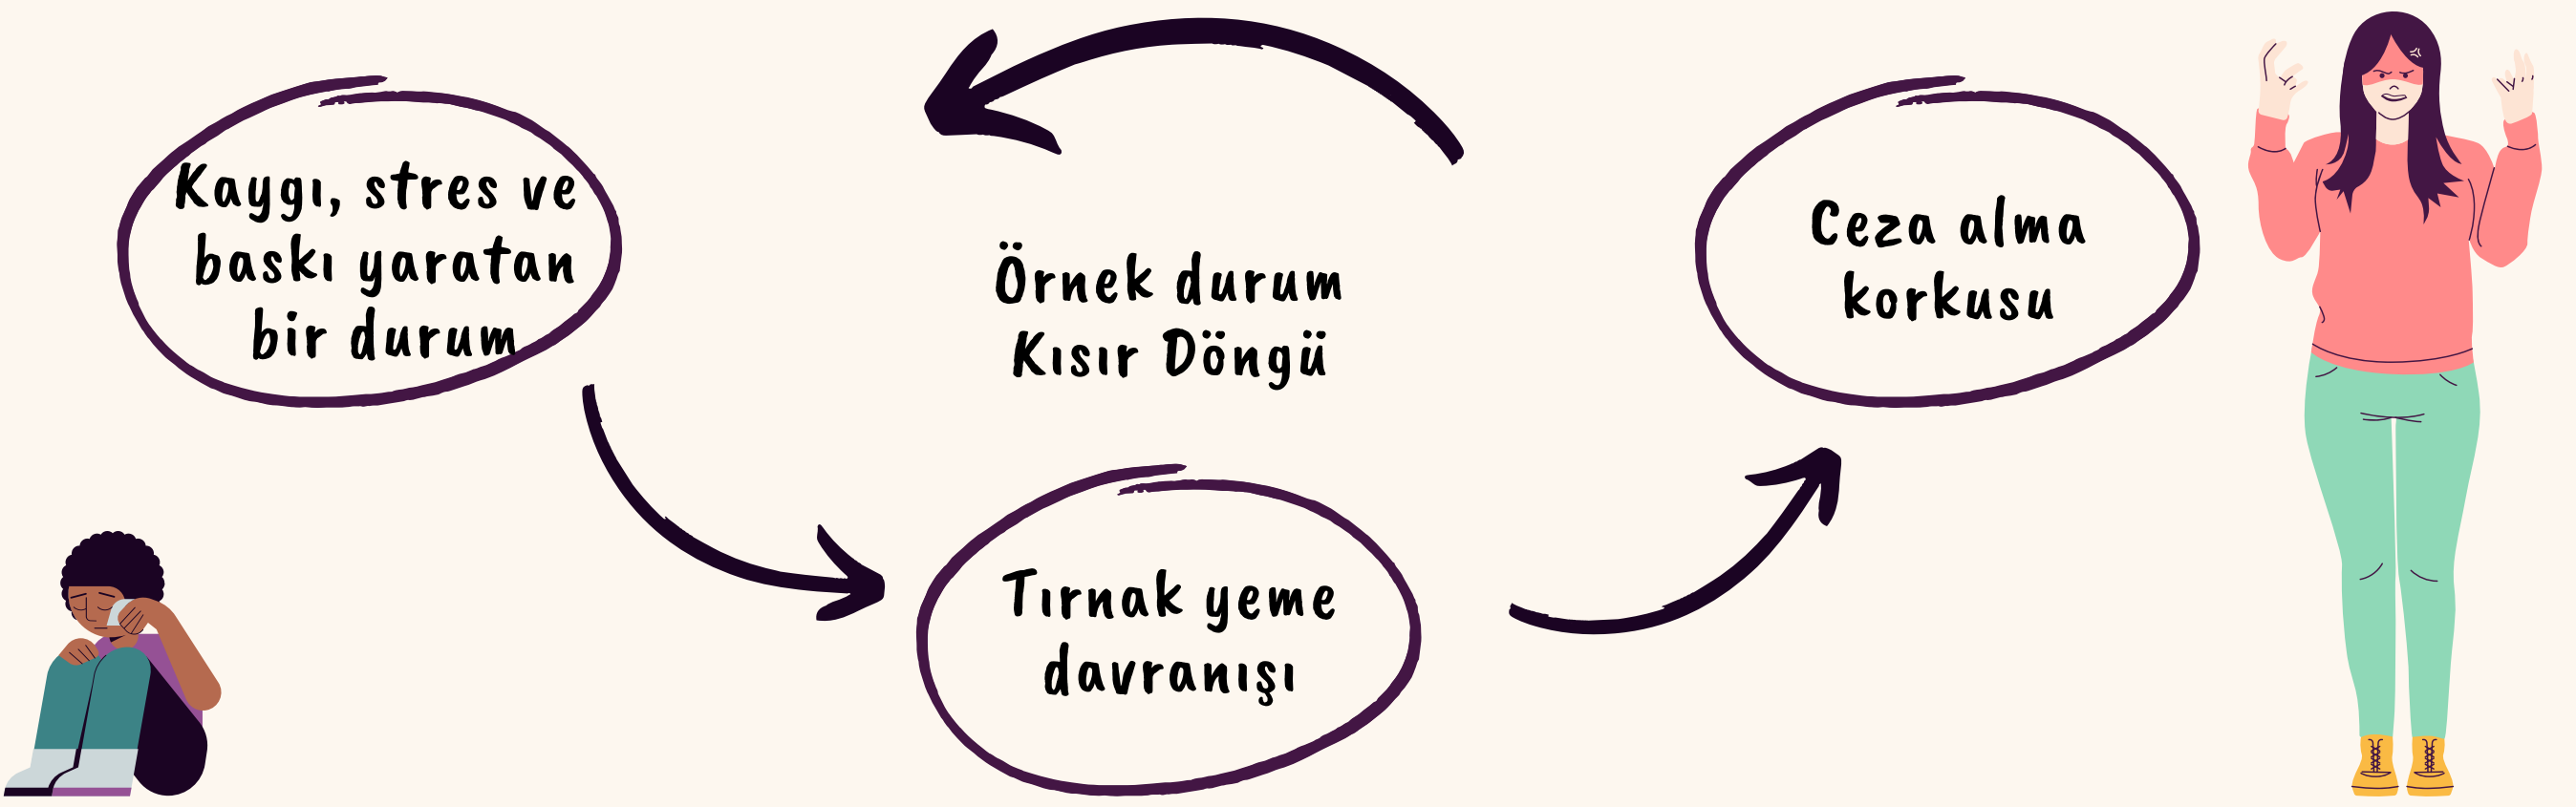 Kaygı, stres ve
baskı yaratan
bir durum
Örnek durum
Kısır Döngü
Ceza alma
korkusu
Tırnak yeme
davranışı